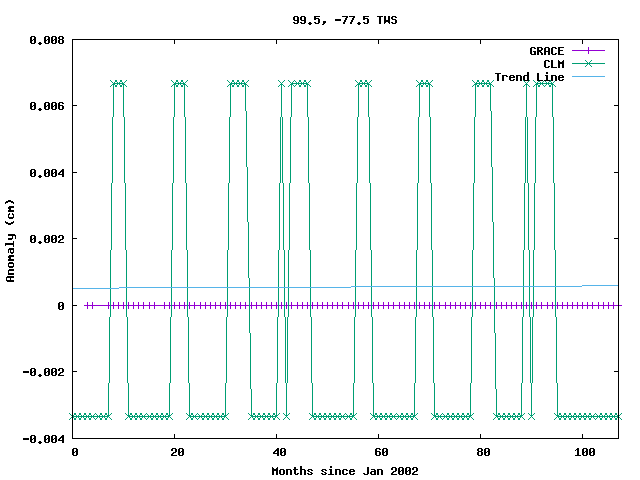 99.5, -77.5 TWS
0.008
0.006
0.004
0.002
0
-0.002
-0.004
Anomaly (cm)
GRACE
CLM
Trend Line
0 20 40 60 80 100
Months since Jan 2002